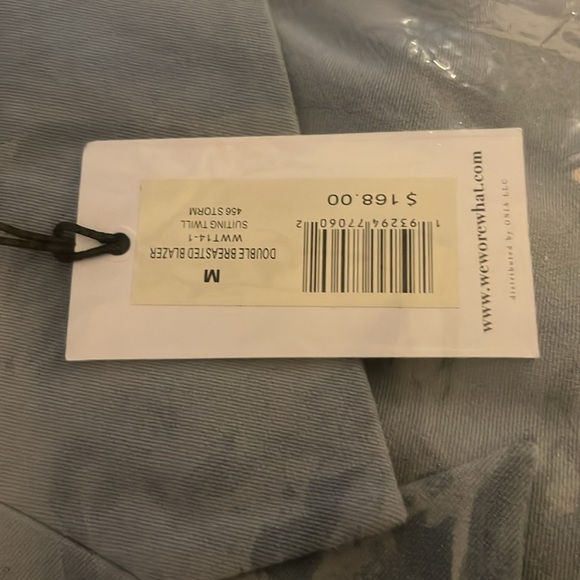 M
DOUBLE BREASTED BLAZER
WWT14-1
SUITING TWILL
456 STORM
1 93294 77060 2
$ 168.00
www.weworewhat.com
distributed by ONIA LLC